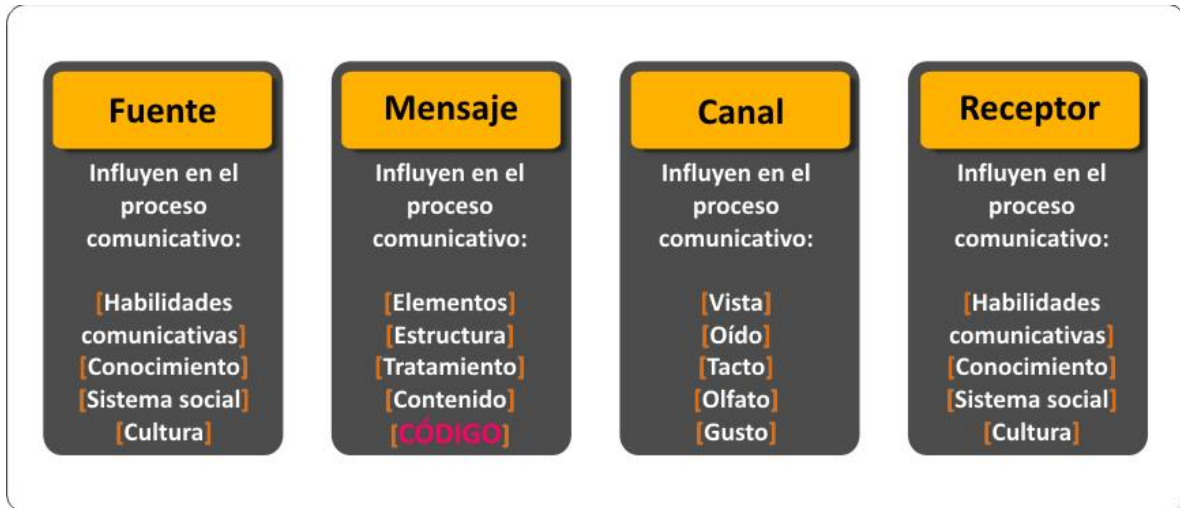 Fuente
Influyen en el
proceso
comunicativo:
[Habilidades
comunicativas]
[Conocimiento]
[Sistema social]
[Cultura]
Mensaje
Influyen en el
proceso
comunicativo:
[Elementos]
[Estructura]
[Tratamiento]
[Contenido]
[CÓDIGO]
Canal
Influyen en el
proceso
comunicativo:
[Vista]
[Oído]
[Tacto]
[Olfato]
[Gusto]
Receptor
Influyen en el
proceso
comunicativo:
[Habilidades
comunicativas]
[Conocimiento]
[Sistema social]
[Cultura]